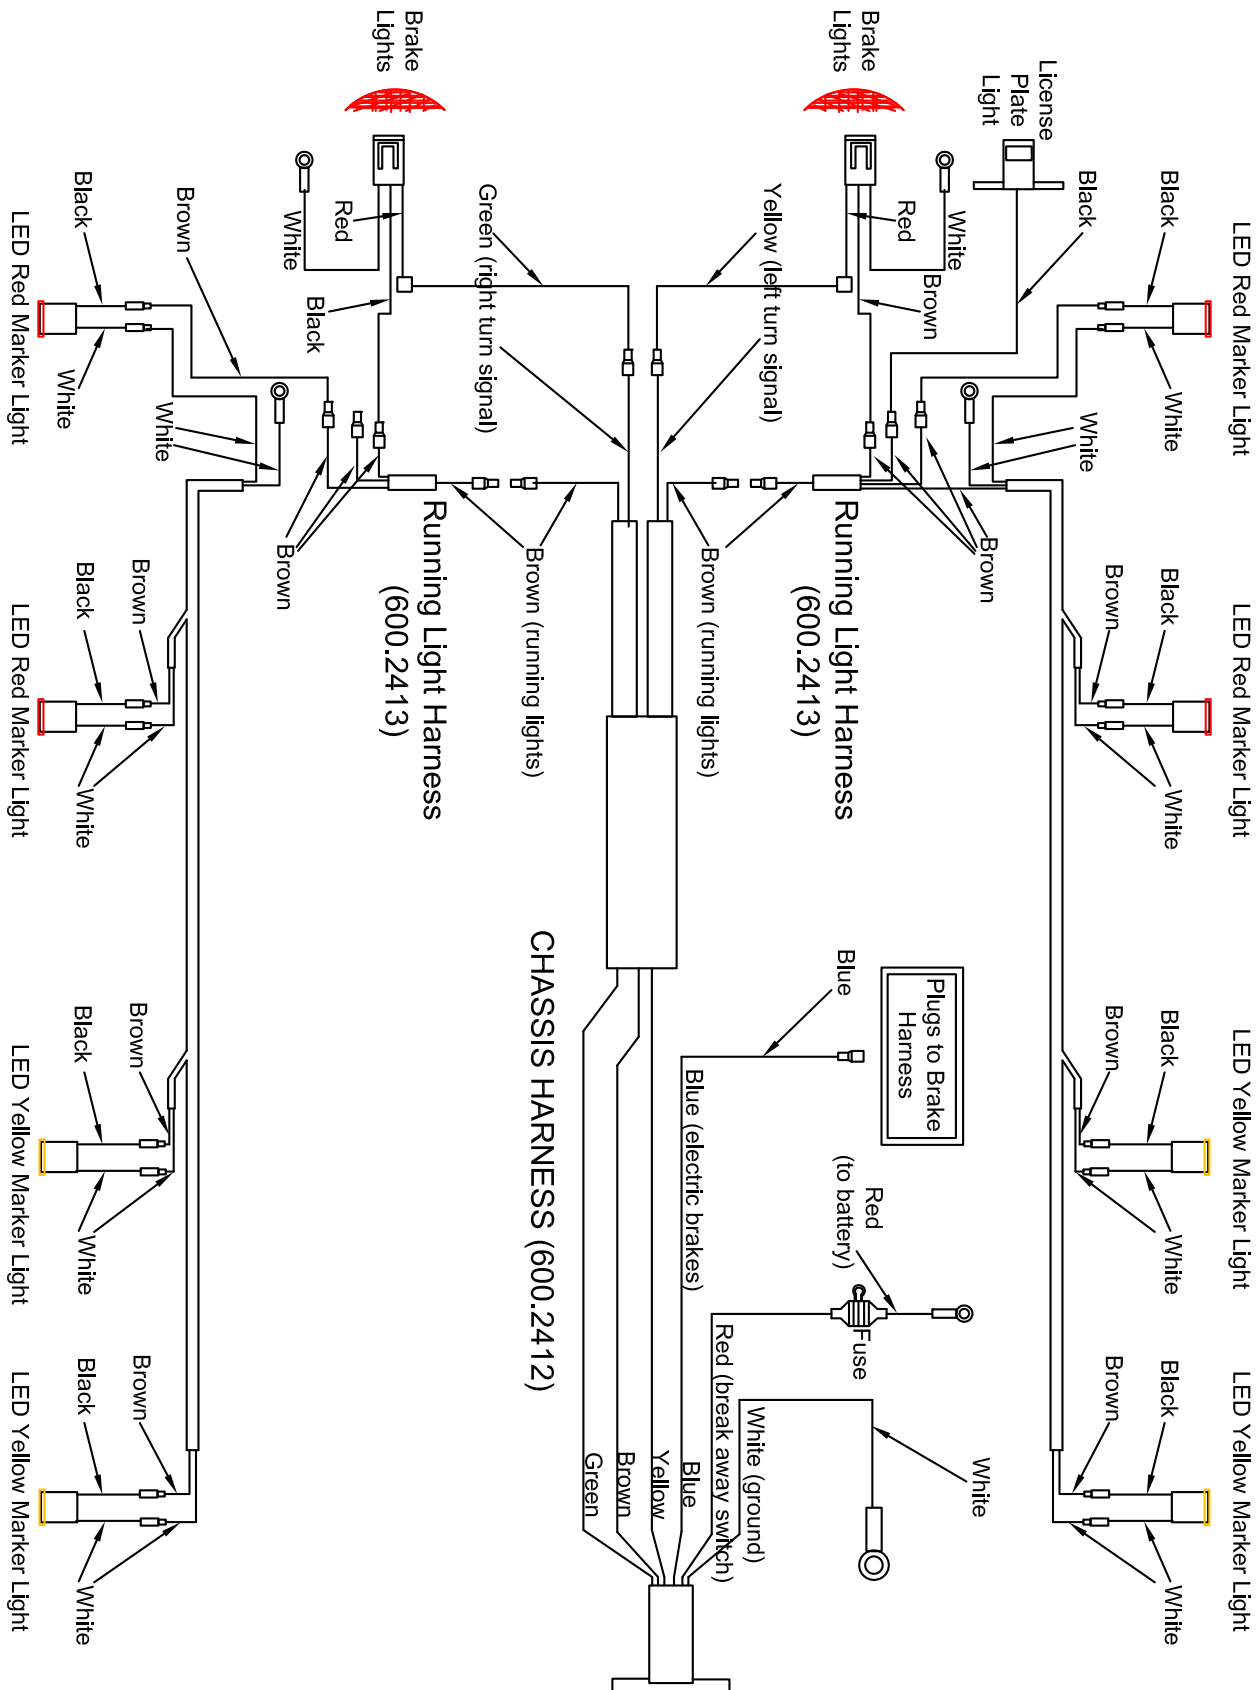 LED Red Marker Light
Black
White
LED Red Marker Light
Black
Brown
White
LED Yellow Marker Light
Black
Brown
White
LED Yellow Marker Light
Black
Brown
White
License
Plate
Light
Black
White
Brake
Lights
White
Red
Brown
Brown
Running Light Harness
(600.2413)
Plugs to Brake
Harness
Blue
Red
(to battery)
Fuse
White
Yellow (left turn signal)
Brown (running lights)
Blue (electric brakes)
Red (break away switch)
White (ground)
Blue
Yellow
Brown
Green
CHASSIS HARNESS (600.2412)
Green (right turn signal)
Brown (running lights)
Brake
Lights
Red
White
Black
Running Light Harness
(600.2413)
Brown
Brown
White
Black
White
LED Red Marker Light
Brown
Black
White
LED Red Marker Light
Brown
Black
White
LED Yellow Marker Light
Brown
Black
White
LED Yellow Marker Light